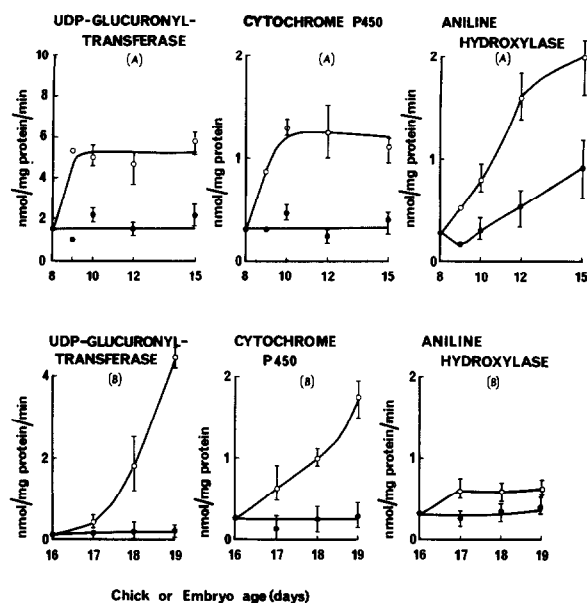 UDP-GLUCURONYL-
TRANSFERASE
(A)
nmol/mg protein/min
10
8
6
4
2
0
8
10
12
15
CYTOCHROME P450
(A)
nmol/mg protein/min
2
1
0
8
10
12
15
ANILINE
HYDROXYLASE
(A)
nmol/mg protein/min
2
1
0
8
10
12
15
UDP-GLUCURONYL-
TRANSFERASE
(B)
nmol/mg protein/min
4
2
0
16
17
18
19
CYTOCHROME
P450
(B)
nmol/mg protein/min
2
1
0
16
17
18
19
ANILINE
HYDROXYLASE
(B)
nmol/mg protein/min
2
1
0
16
17
18
19
Chick or Embryo age (days)